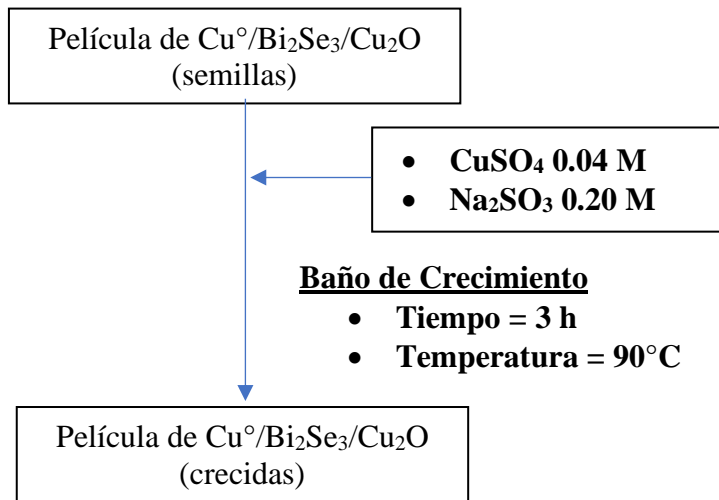 Película de Cu°/Bi₂Se₃/Cu₂O
(semillas)
• CuSO₄ 0.04 M
• Na₂SO₃ 0.20 M
Baño de Crecimiento
• Tiempo = 3 h
• Temperatura = 90°C
Película de Cu°/Bi₂Se₃/Cu₂O
(crecidas)